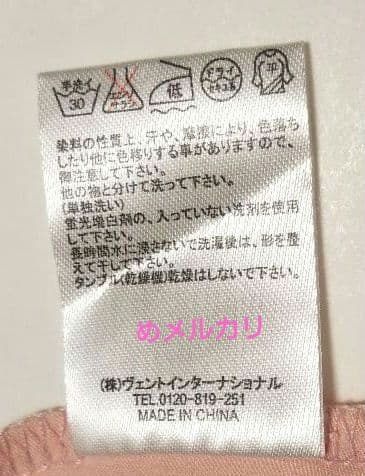 手洗イ 30 エンソサラシ 低 ドライ セキユ系
染料の性質上、汗や、摩擦により、色落ち
したり他に色移りする事がありますので、
御注意して下さい。
他の物と分けて洗って下さい。
(単独洗い)
蛍光増白剤の、入っていない洗剤を使用
して下さい。
長時間水に浸さないで洗濯後は、形を整
えて干して下さい。
タンブル(乾燥機)乾燥はしないで下さい。
めメルカリ
(株)ヴェントインターナショナル
TEL.0120-819-251
MADE IN CHINA